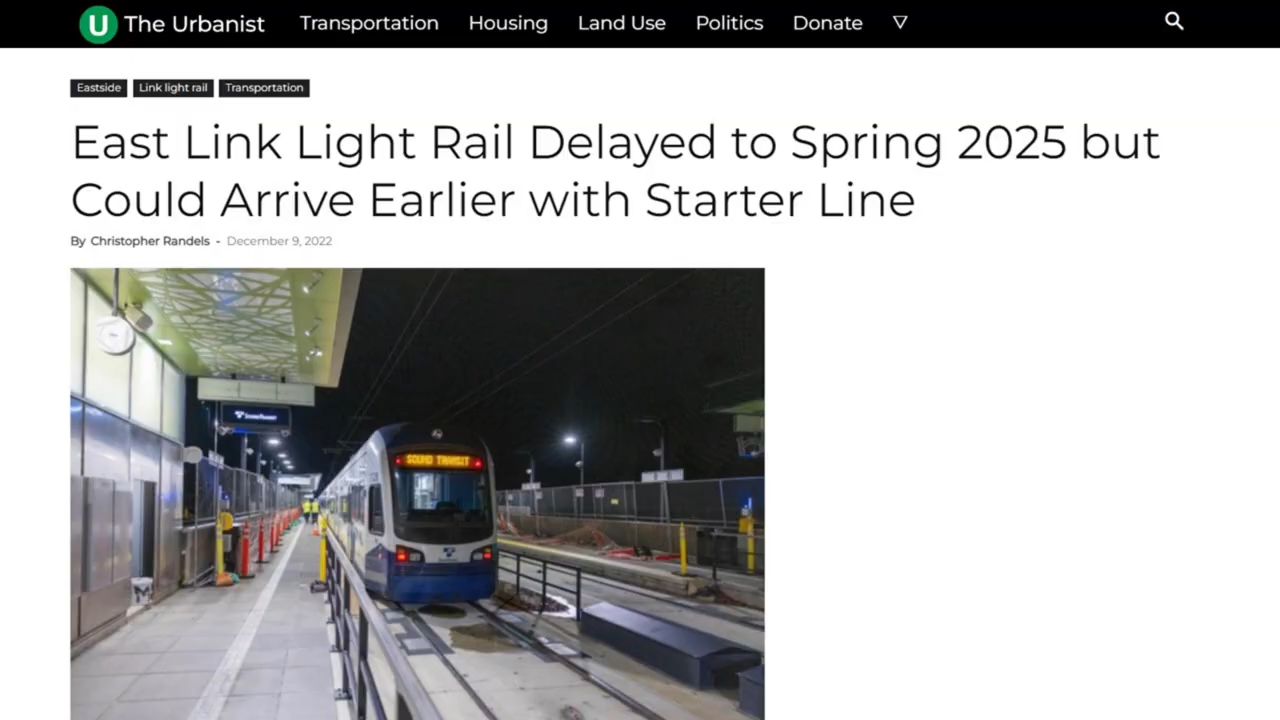 U The Urbanist Transportation Housing Land Use Politics Donate
Eastside Link light rail Transportation
East Link Light Rail Delayed to Spring 2025 but
Could Arrive Earlier with Starter Line
By Christopher Randels - December 9, 2022
SOUND TRANSIT